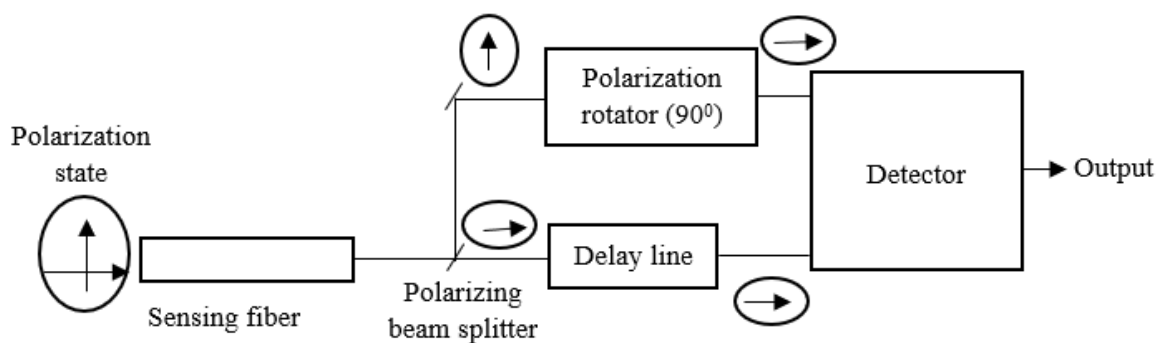 Polarization
state
Sensing fiber
Polarizing
beam splitter
Polarization
rotator (90⁰)
Delay line
Detector
Output